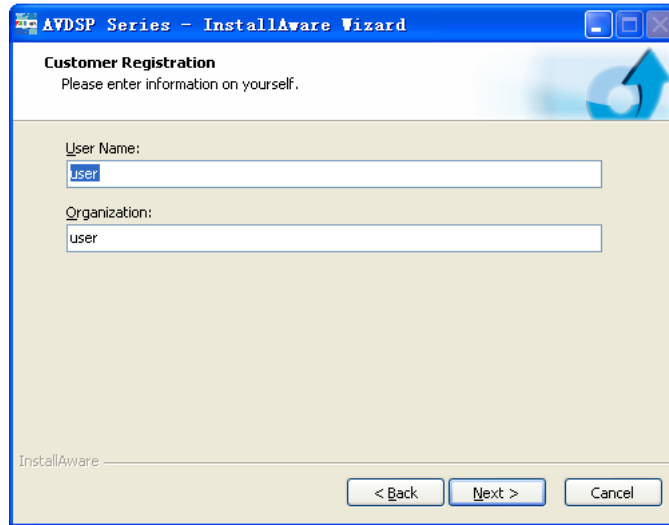 AVDSP Series - InstallAware Wizard
Customer Registration
Please enter information on yourself.
User Name:
user
Organization:
user
InstallAware
< Back
Next >
Cancel